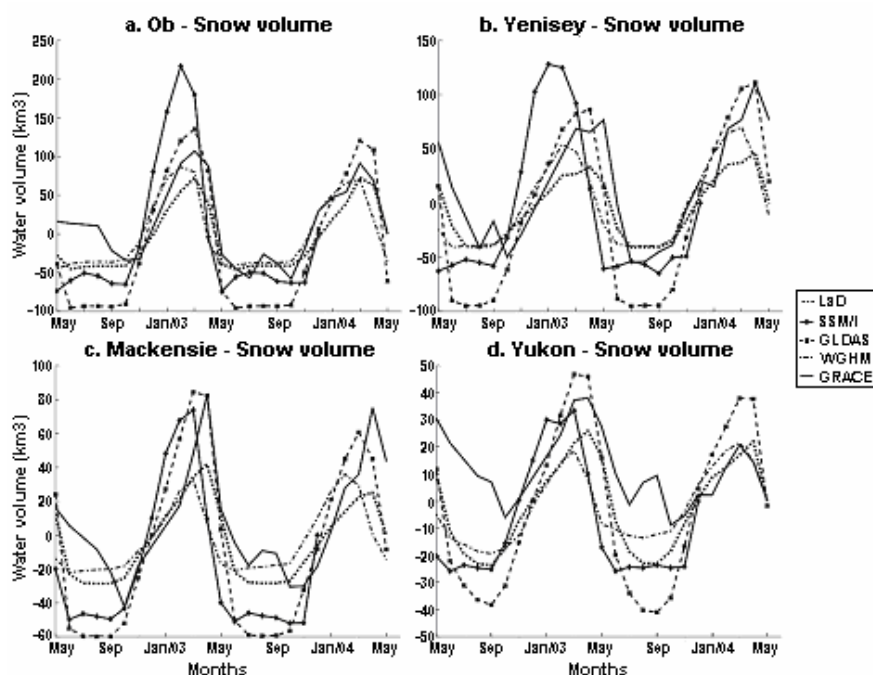 a. Ob - Snow volume
b. Yenisey - Snow volume
Water volume (km3)
250
200
150
100
50
0
-50
-100
May
Sep
Jan/03
May
Sep
Jan/04
May
150
100
50
0
-50
-100
May
Sep
Jan/03
May
Sep
Jan/04
May
LaD
SSM/I
GLDAS
WGHM
GRACE
c. Mackensie - Snow volume
d. Yukon - Snow volume
Water volume (km3)
100
80
60
40
20
0
-20
-40
-60
May
Sep
Jan/03
May
Sep
Jan/04
May
Months
50
40
30
20
10
0
-10
-20
-30
-40
-50
May
Sep
Jan/03
May
Sep
Jan/04
May
Months